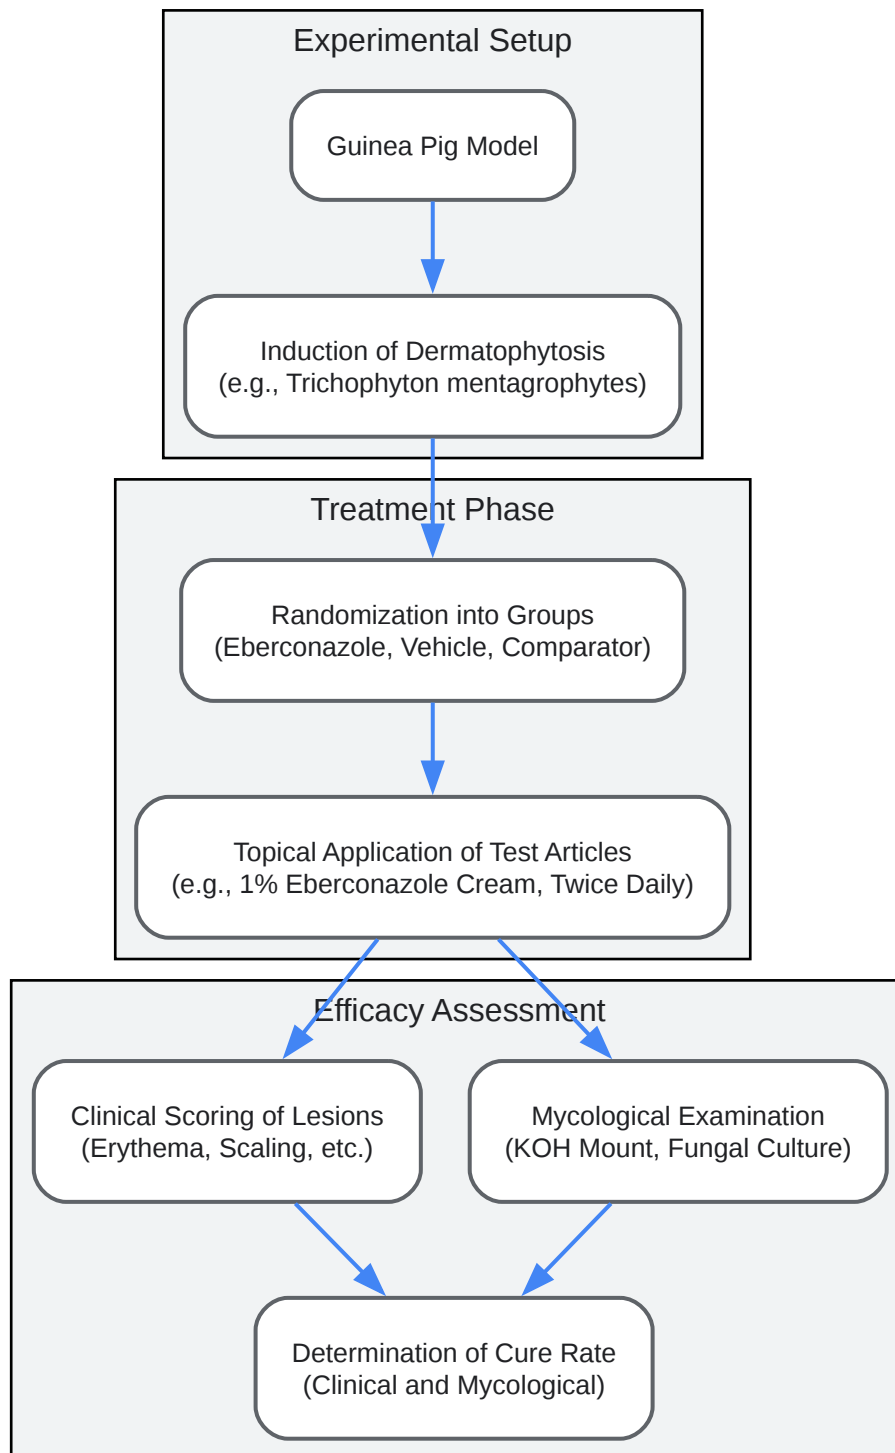 Experimental Setup
Guinea Pig Model
Induction of Dermatophytosis
(e.g., Trichophyton mentagrophytes)
Treatment Phase
Randomization into Groups
(Eberconazole, Vehicle, Comparator)
Topical Application of Test Articles
(e.g., 1% Eberconazole Cream, Twice Daily)
Efficacy Assessment
Clinical Scoring of Lesions
(Erythema, Scaling, etc.)
Mycological Examination
(KOH Mount, Fungal Culture)
Determination of Cure Rate
(Clinical and Mycological)